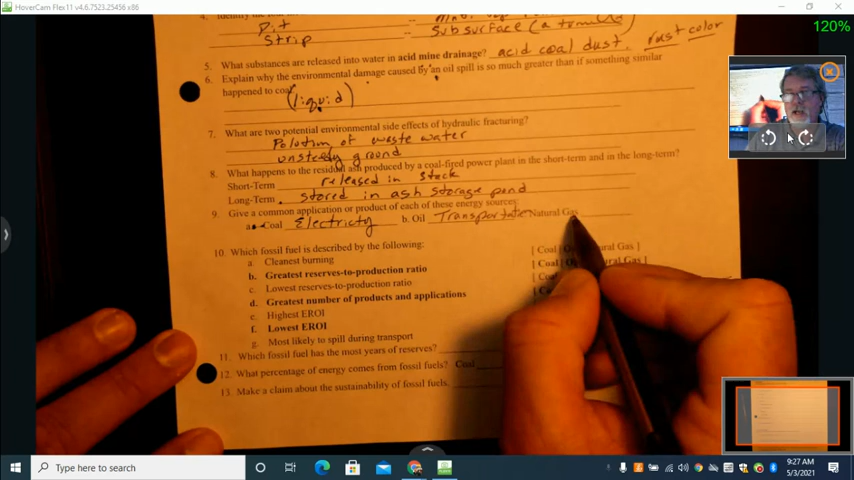 HoverCam Flex11 v4.6.7523.25456 x86
120%
Pit
Strip
Subsurface (a tunnel)
5. What substances are released into water in acid mine drainage? acid coal dust. rust color
6. Explain why the environmental damage caused by an oil spill is so much greater than if something similar
happened to coal
(liquid)
7. What are two potential environmental side effects of hydraulic fracturing?
Polution of waste water
unsteady ground
8. What happens to the residual ash produced by a coal-fired power plant in the short-term and in the long-term?
Short-Term released in stack
Long-Term stored in ash storage pond
9. Give a common application or product of each of these energy sources:
a. Coal Electricty b. Oil Natural Gas
10. Which fossil fuel is described by the following:
a. Cleanest burning [ Coal | Natural Gas ]
b. Greatest reserves-to-production ratio [ Coal | Natural Gas ]
c. Lowest reserves-to-production ratio
d. Greatest number of products and applications
e. Highest EROI
f. Lowest EROI
g. Most likely to spill during transport
11. Which fossil fuel has the most years of reserves?
12. What percentage of energy comes from fossil fuels? Coal
13. Make a claim about the sustainability of fossil fuels.
Type here to search
9:27 AM
5/3/2021